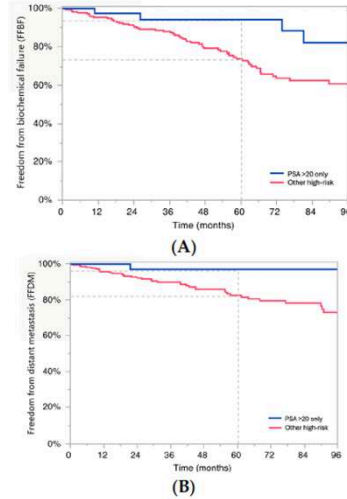 Freedom from biochemical failure (FFBF)
100%
80%
60%
40%
20%
0%
0 12 24 36 48 60 72 84 96
Time (months)
PSA >20 only
Other high-risk
(A)
Freedom from distant metastasis (FFDM)
100%
80%
60%
40%
20%
0%
0 12 24 36 48 60 72 84 96
Time (months)
PSA >20 only
Other high-risk
(B)